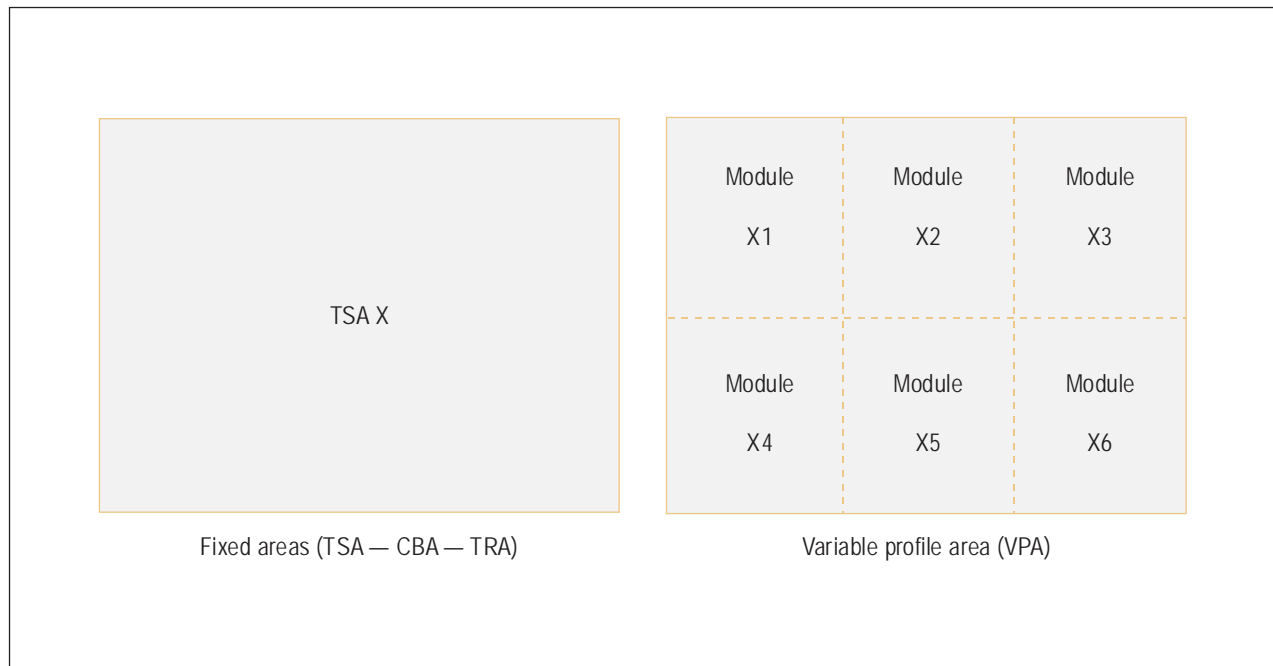 TSA X
Fixed areas (TSA — CBA — TRA)
Module
X1
Module
X2
Module
X3
Module
X4
Module
X5
Module
X6
Variable profile area (VPA)